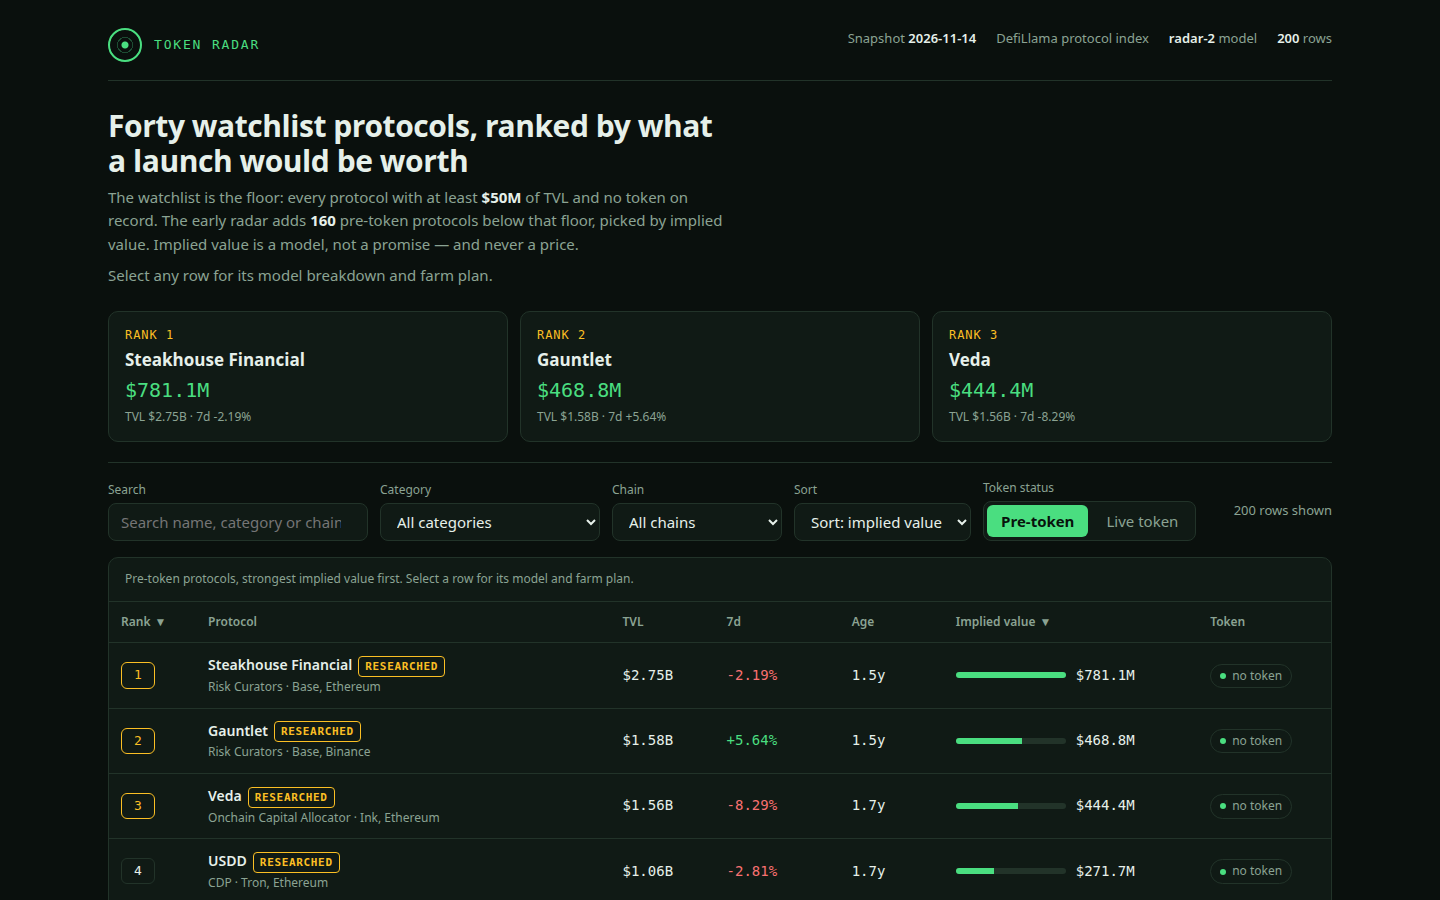 TOKEN RADAR
Snapshot 2026-11-14 DefiLlama protocol index radar-2 model 200 rows
Forty watchlist protocols, ranked by what
a launch would be worth
The watchlist is the floor: every protocol with at least $50M of TVL and no token on
record. The early radar adds 160 pre-token protocols below that floor, picked by implied
value. Implied value is a model, not a promise — and never a price.
Select any row for its model breakdown and farm plan.
RANK 1
Steakhouse Financial
$781.1M
TVL $2.75B · 7d -2.19%
RANK 2
Gauntlet
$468.8M
TVL $1.58B · 7d +5.64%
RANK 3
Veda
$444.4M
TVL $1.56B · 7d -8.29%
Search
Search name, category or chain
Category
All categories
Chain
All chains
Sort
Sort: implied value
Token status
Pre-token Live token
200 rows shown
Pre-token protocols, strongest implied value first. Select a row for its model and farm plan.
Rank ▼ Protocol TVL 7d Age Implied value ▼ Token
1 Steakhouse Financial RESEARCHED $2.75B -2.19% 1.5y $781.1M no token
Risk Curators · Base, Ethereum
2 Gauntlet RESEARCHED $1.58B +5.64% 1.5y $468.8M no token
Risk Curators · Base, Binance
3 Veda RESEARCHED $1.56B -8.29% 1.7y $444.4M no token
Onchain Capital Allocator · Ink, Ethereum
4 USDD RESEARCHED $1.06B -2.81% 1.7y $271.7M no token
CDP · Tron, Ethereum